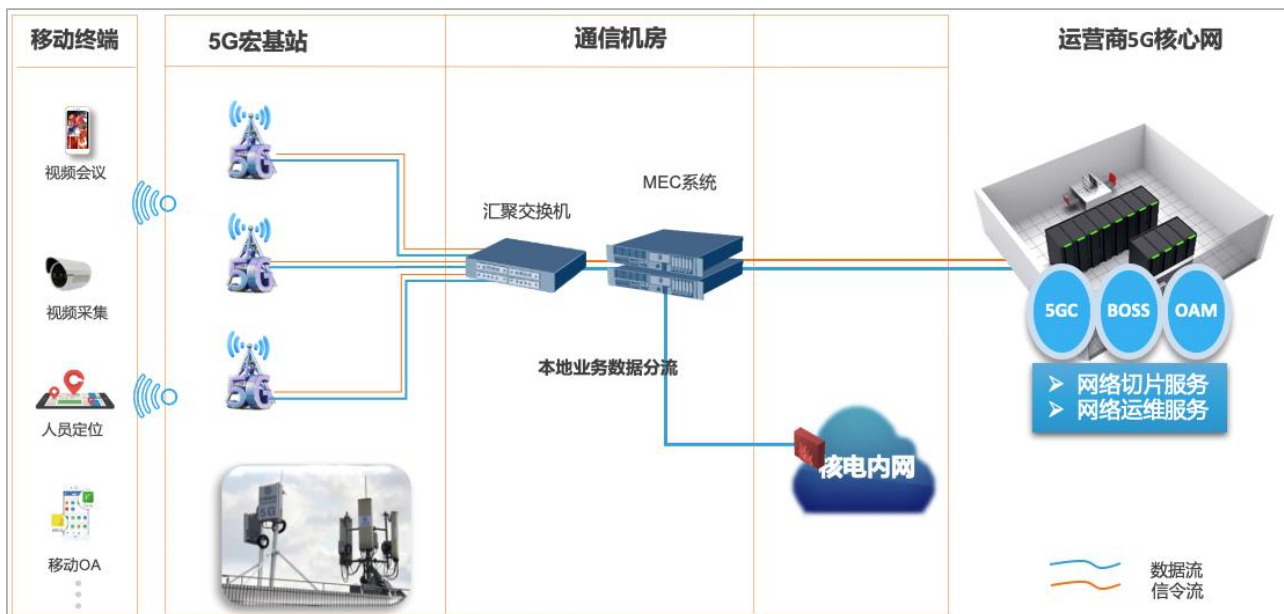 移动终端
5G宏基站
通信机房
运营商5G核心网
视频会议
视频采集
人员定位
移动OA
5G
5G
5G
5G
汇聚交换机
MEC系统
本地业务数据分流
核电内网
5GC
BOSS
OAM
➢ 网络切片服务
➢ 网络运维服务
数据流
信令流